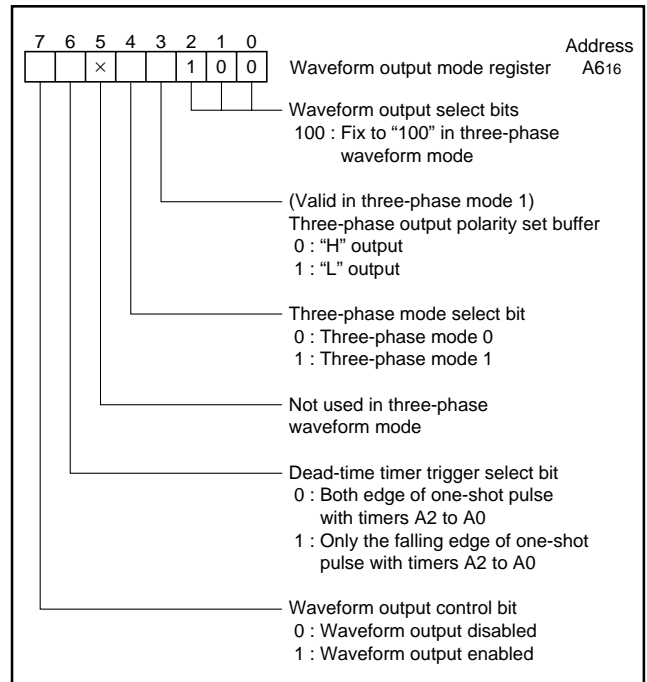 7 6 5 4 3 2 1 0
Address
× 1 0 0 Waveform output mode register A616
Waveform output select bits
100 : Fix to “100” in three-phase
waveform mode
(Valid in three-phase mode 1)
Three-phase output polarity set buffer
0 : “H” output
1 : “L” output
Three-phase mode select bit
0 : Three-phase mode 0
1 : Three-phase mode 1
Not used in three-phase
waveform mode
Dead-time timer trigger select bit
0 : Both edge of one-shot pulse
with timers A2 to A0
1 : Only the falling edge of one-shot
pulse with timers A2 to A0
Waveform output control bit
0 : Waveform output disabled
1 : Waveform output enabled